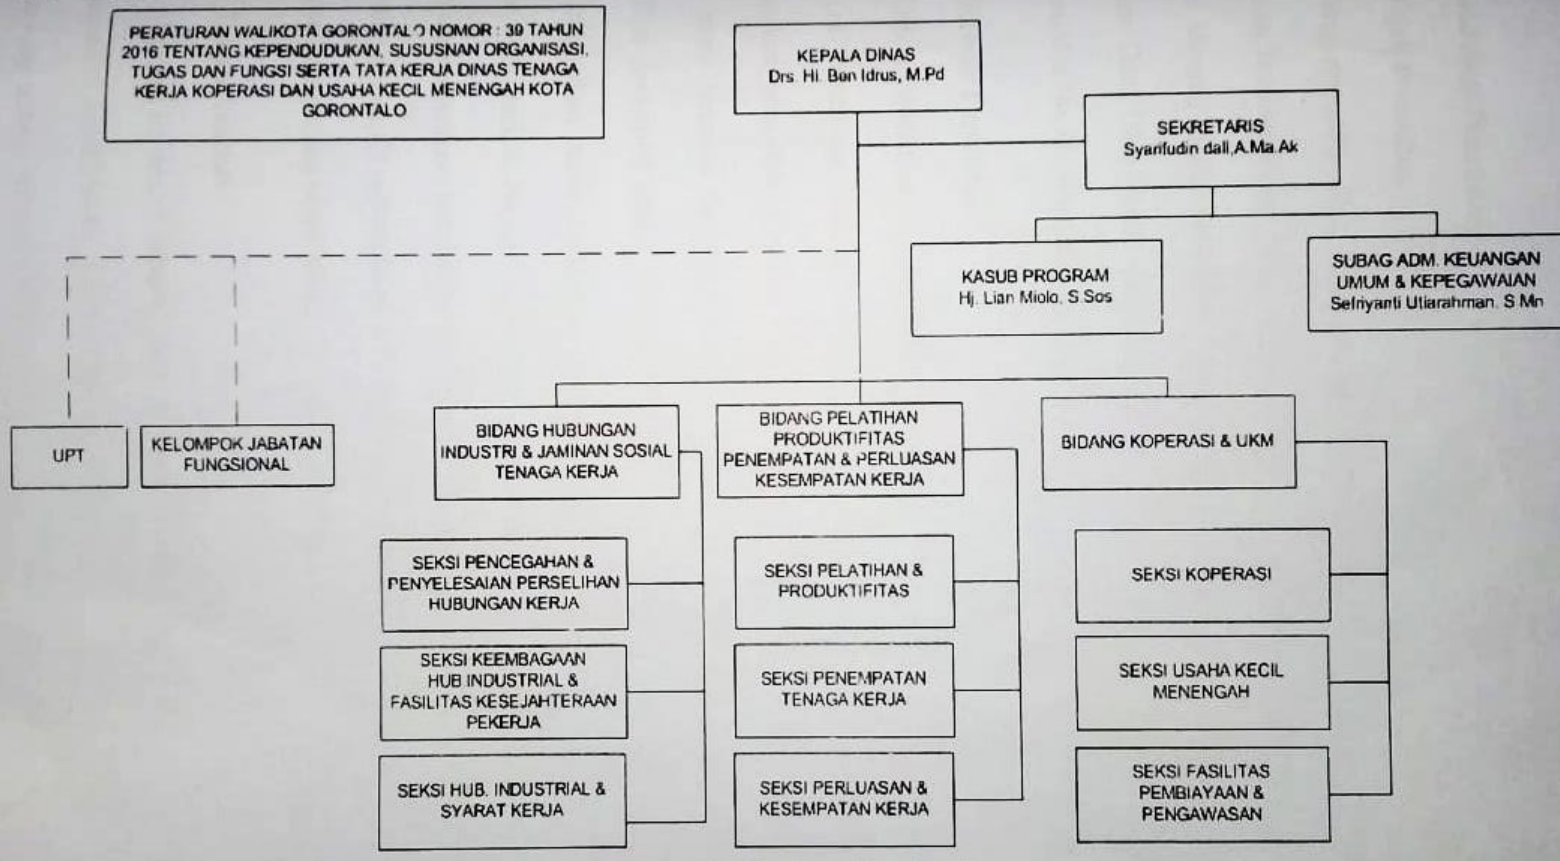 PERATURAN WALIKOTA GORONTALO NOMOR : 39 TAHUN
2016 TENTANG KEPENDUDUKAN, SUSUSNAN ORGANISASI,
TUGAS DAN FUNGSI SERTA TATA KERJA DINAS TENAGA
KERJA KOPERASI DAN USAHA KECIL MENENGAH KOTA
GORONTALO
KEPALA DINAS
Drs. Hi. Ben Idrus, M.Pd
SEKRETARIS
Syarifudin dali,A.Ma.Ak
KASUB PROGRAM
Hj. Lian Miolo, S.Sos
SUBAG ADM. KEUANGAN
UMUM & KEPEGAWAIAN
Sefriyanti Utiarahman, S.Mn
UPT
KELOMPOK JABATAN
FUNGSIONAL
BIDANG HUBUNGAN
INDUSTRI & JAMINAN SOSIAL
TENAGA KERJA
SEKSI PENCEGAHAN &
PENYELESAIAN PERSELIHAN
HUBUNGAN KERJA
SEKSI KEEMBAGAAN
HUB INDUSTRIAL &
FASILITAS KESEJAHTERAAN
PEKERJA
SEKSI HUB. INDUSTRIAL &
SYARAT KERJA
BIDANG PELATIHAN
PRODUKTIFITAS
PENEMPATAN & PERLUASAN
KESEMPATAN KERJA
SEKSI PELATIHAN &
PRODUKTIFITAS
SEKSI PENEMPATAN
TENAGA KERJA
SEKSI PERLUASAN &
KESEMPATAN KERJA
BIDANG KOPERASI & UKM
SEKSI KOPERASI
SEKSI USAHA KECIL
MENENGAH
SEKSI FASILITAS
PEMBIAYAAN &
PENGAWASAN